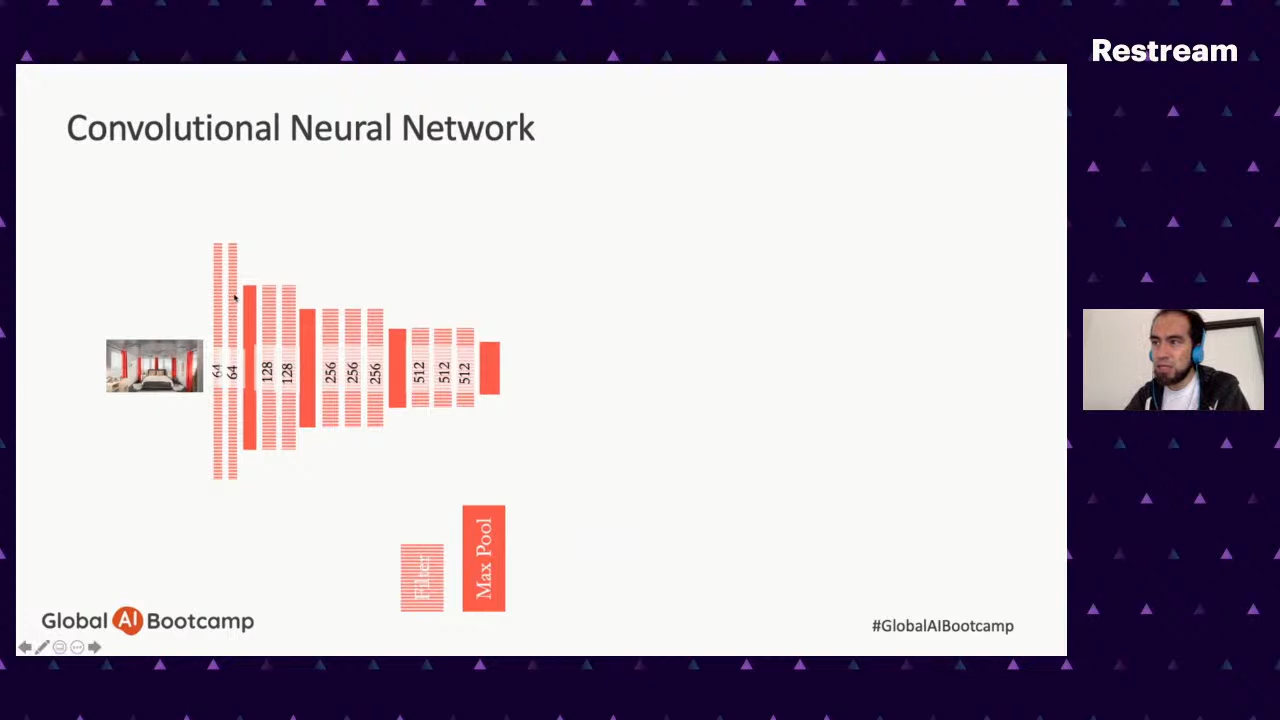 Restream
Convolutional Neural Network
64
64
128
128
256
256
256
512
512
512
Max Pool
Global AI Bootcamp
#GlobalAIBootcamp